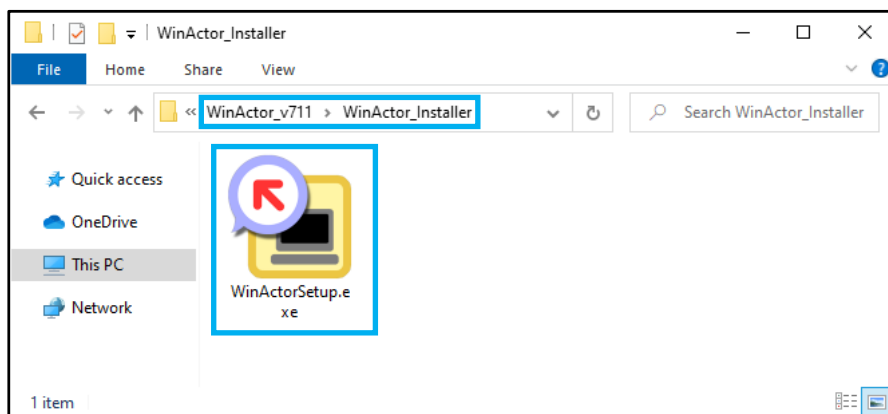 WinActor_Installer
File Home Share View
« WinActor_v711 › WinActor_Installer
Search WinActor_Installer
Quick access
OneDrive
This PC
Network
WinActorSetup.e
xe
1 item